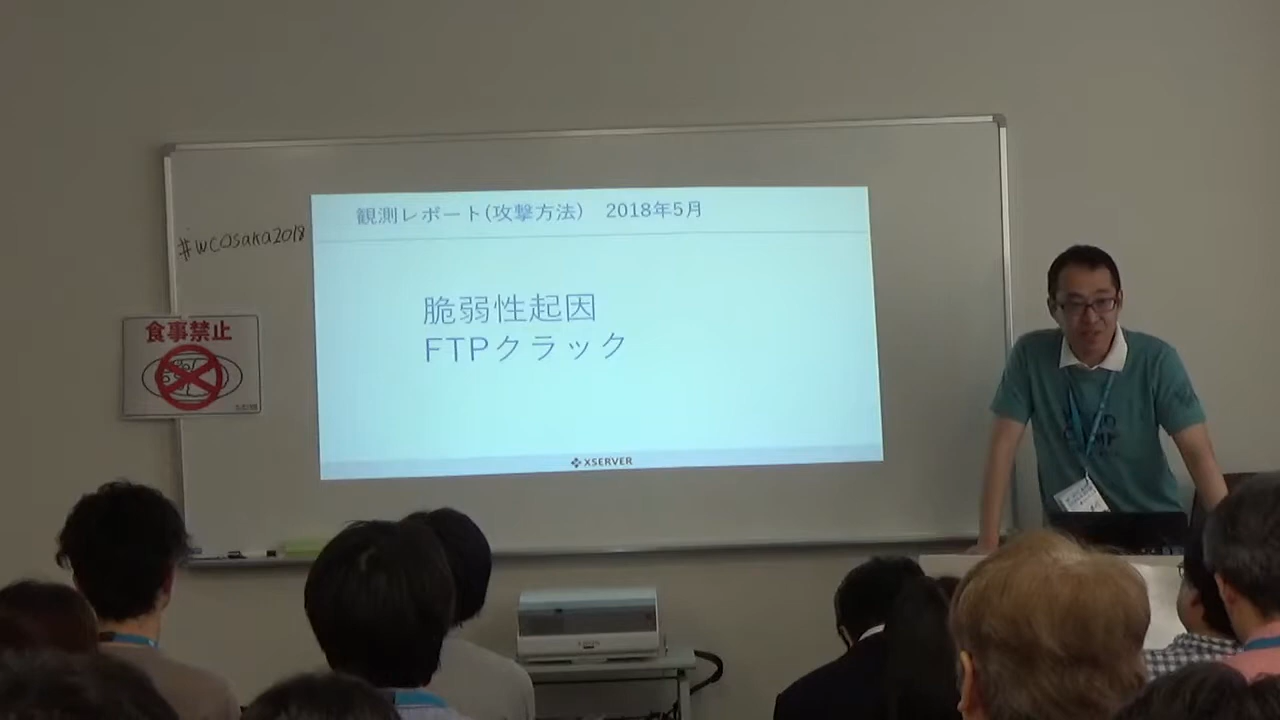 #WCOsaka2018
食事禁止
観測レポート(攻撃方法) 2018年5月
脆弱性起因
FTPクラック
XSERVER